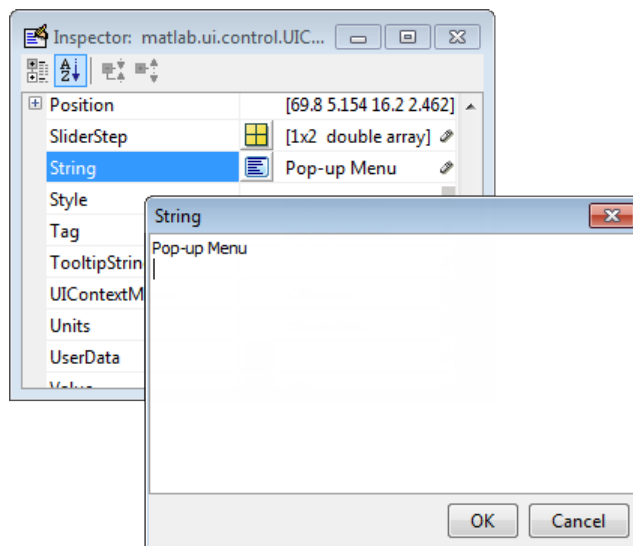 Inspector: matlab.ui.control.UIC...
Position [69.8 5.154 16.2 2.462]
SliderStep [1x2 double array]
String Pop-up Menu
Style
Tag
TooltipStrin
UIContextM
Units
UserData
Value
String
Pop-up Menu
OK Cancel